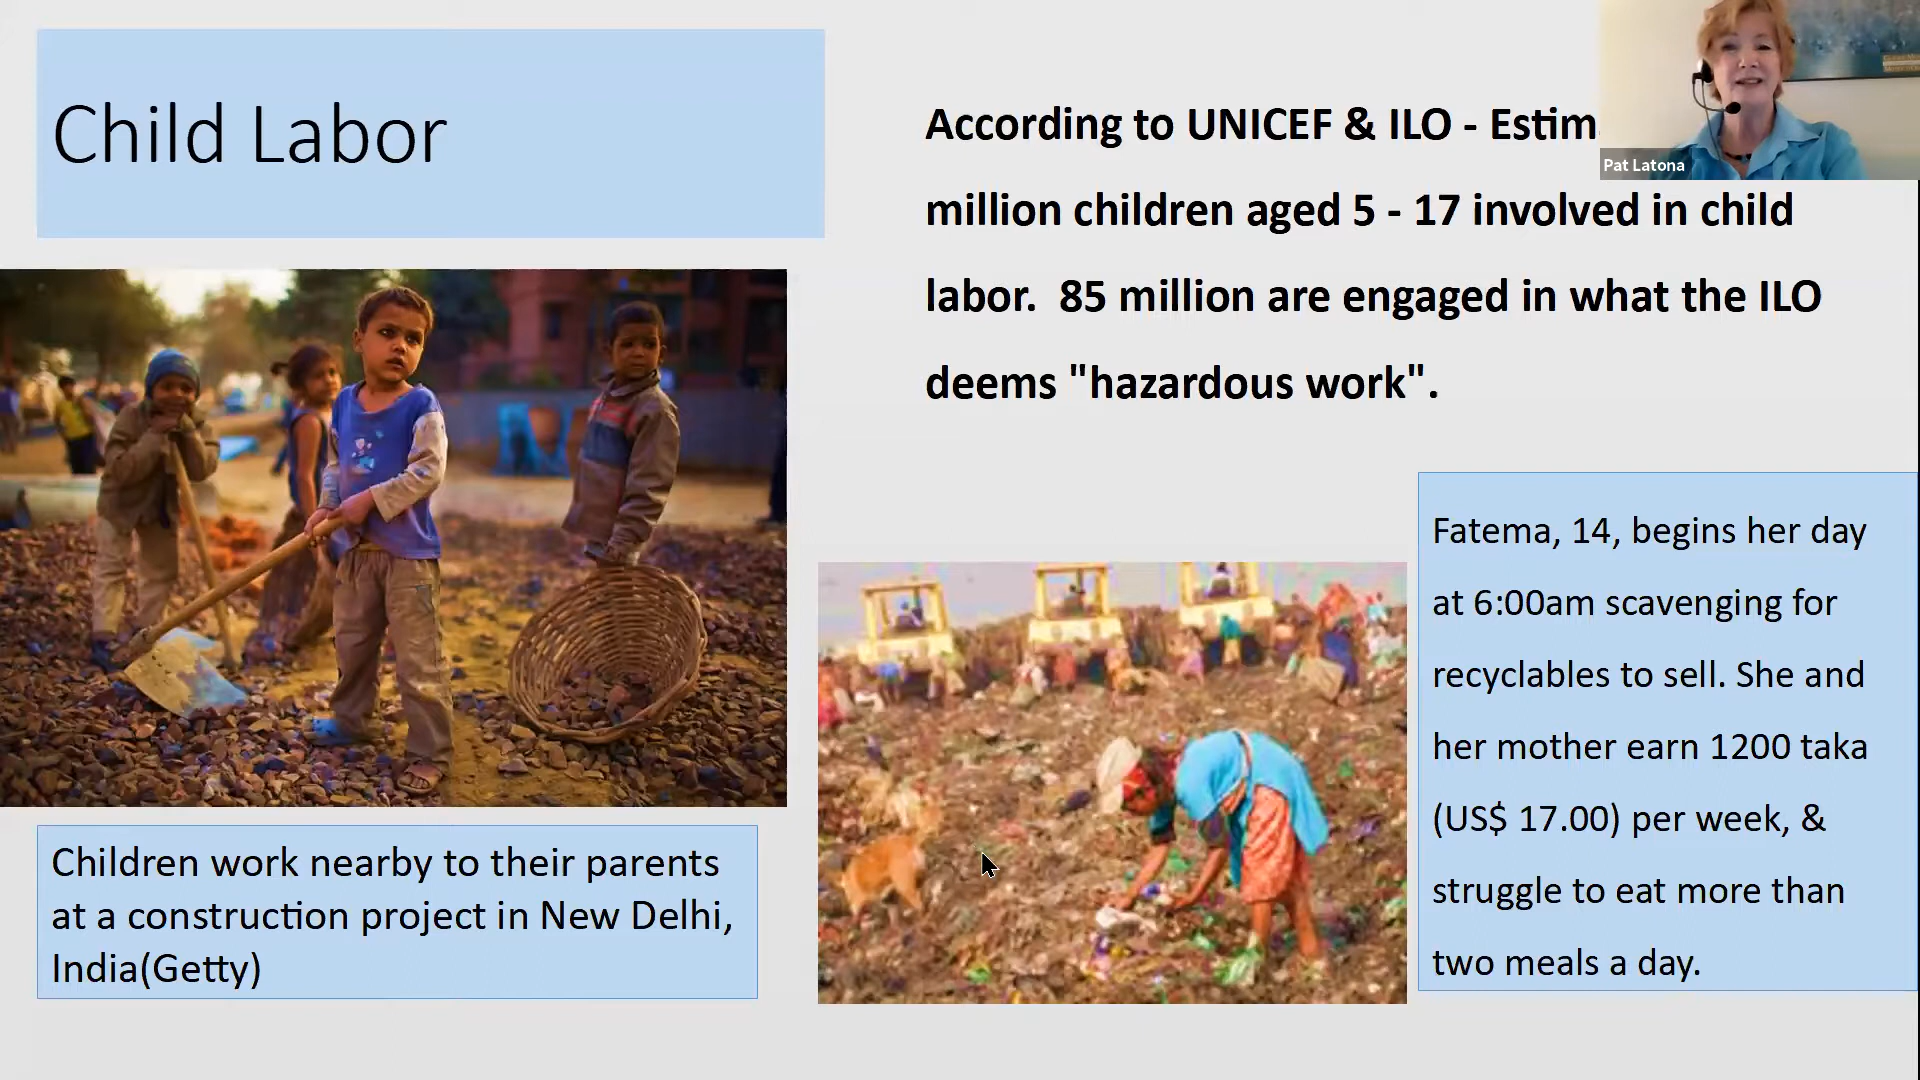 Child Labor
According to UNICEF & ILO - Estim
million children aged 5 - 17 involved in child
labor. 85 million are engaged in what the ILO
deems "hazardous work".
Pat Latona
Fatema, 14, begins her day
at 6:00am scavenging for
recyclables to sell. She and
her mother earn 1200 taka
(US$ 17.00) per week, &
struggle to eat more than
two meals a day.
Children work nearby to their parents
at a construction project in New Delhi,
India(Getty)